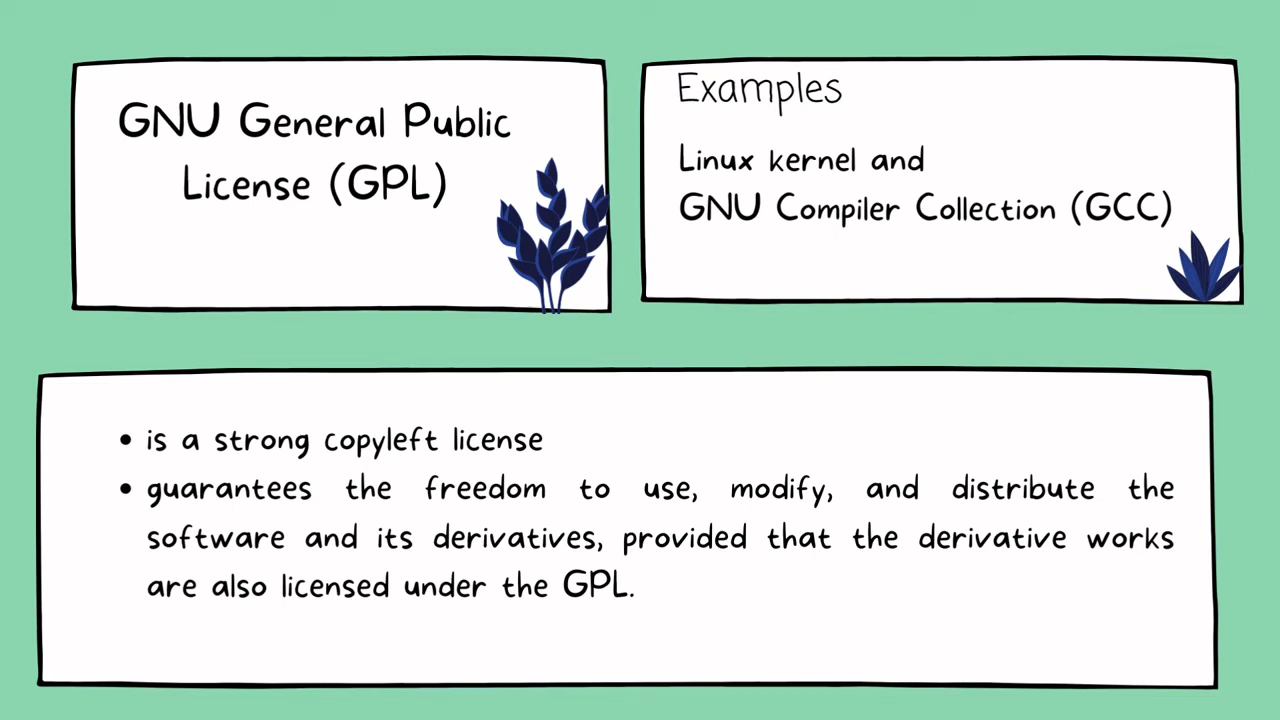 GNU General Public
License (GPL)
Examples
Linux kernel and
GNU Compiler Collection (GCC)
• is a strong copyleft license
• guarantees the freedom to use, modify, and distribute the
software and its derivatives, provided that the derivative works
are also licensed under the GPL.